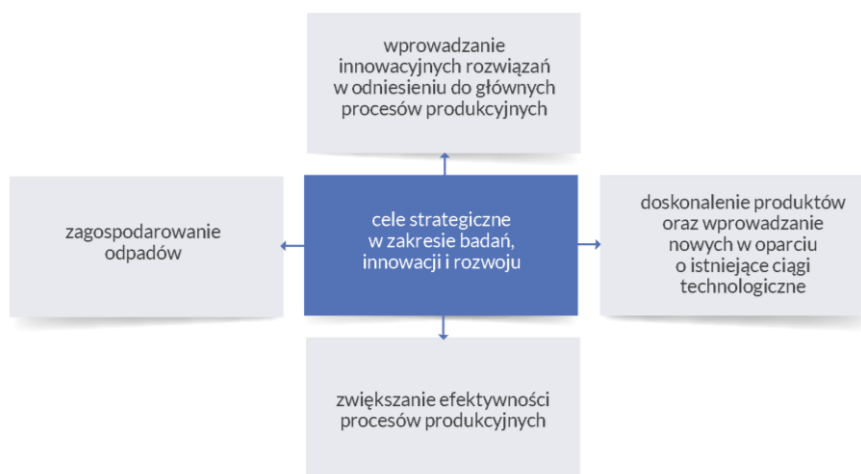 wprowadzanie
innowacyjnych rozwiązań
w odniesieniu do głównych
procesów produkcyjnych
zagospodarowanie
odpadów
cele strategiczne
w zakresie badań,
innowacji i rozwoju
doskonalenie produktów
oraz wprowadzanie
nowych w oparciu
o istniejące ciągi
technologiczne
zwiększanie efektywności
procesów produkcyjnych